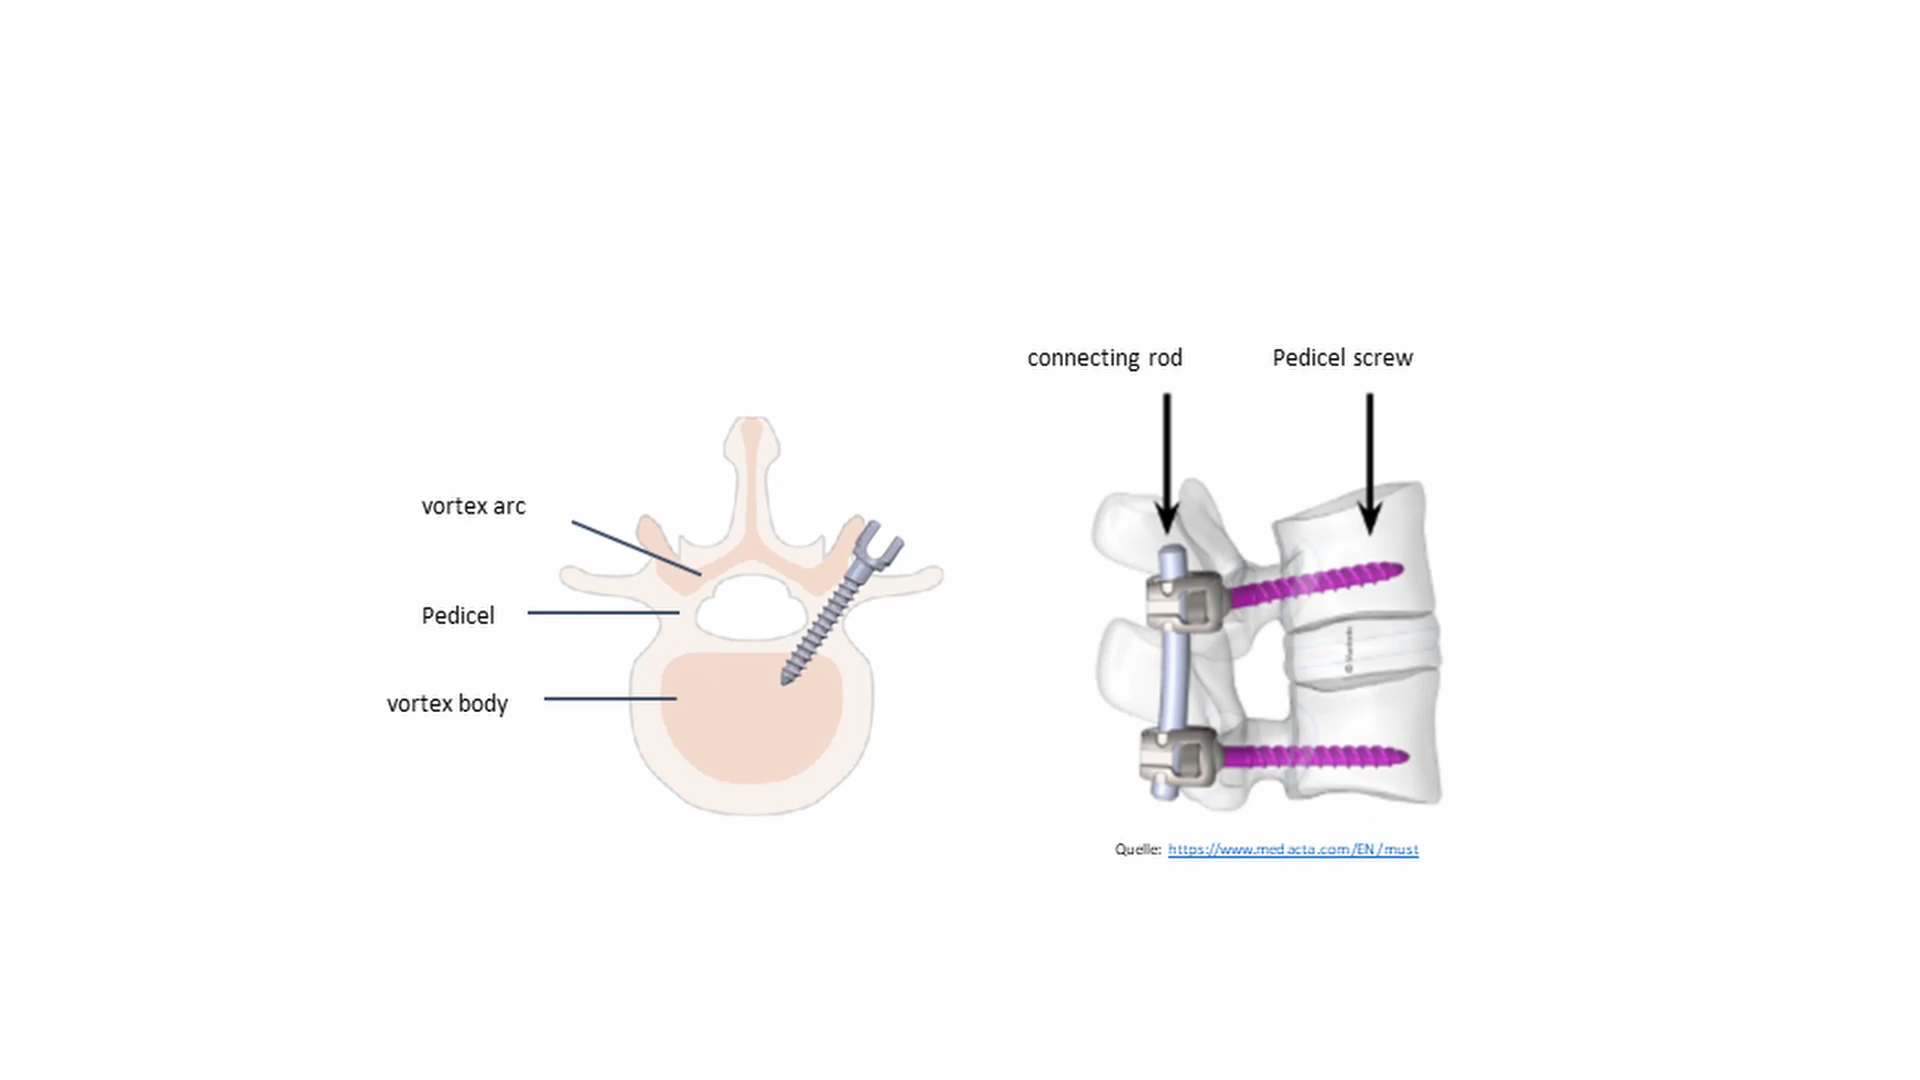 connecting rod
Pedicel screw
vortex arc
Pedicel
vortex body
Quelle: https://www.medacta.com/EN/must